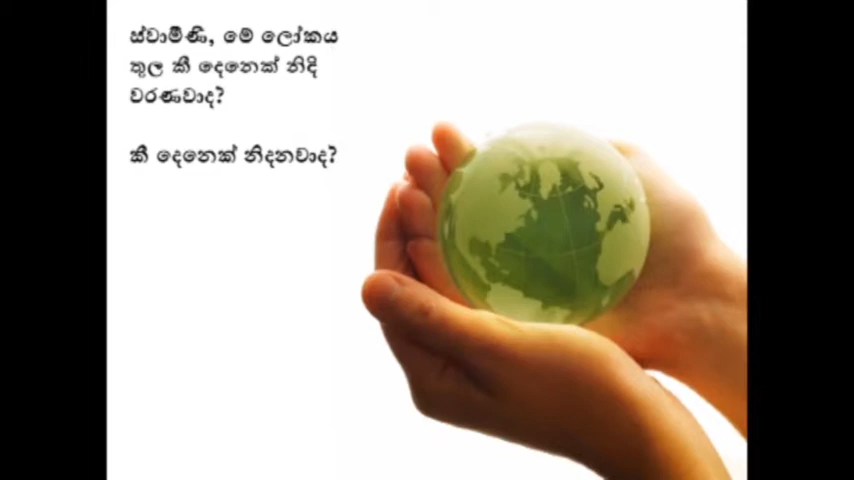 ස්වාමීණි, මේ ලෝකය
තුල කී දෙනෙක් නිදි
වරණවාද?
කී දෙනෙක් නිදනවාද?